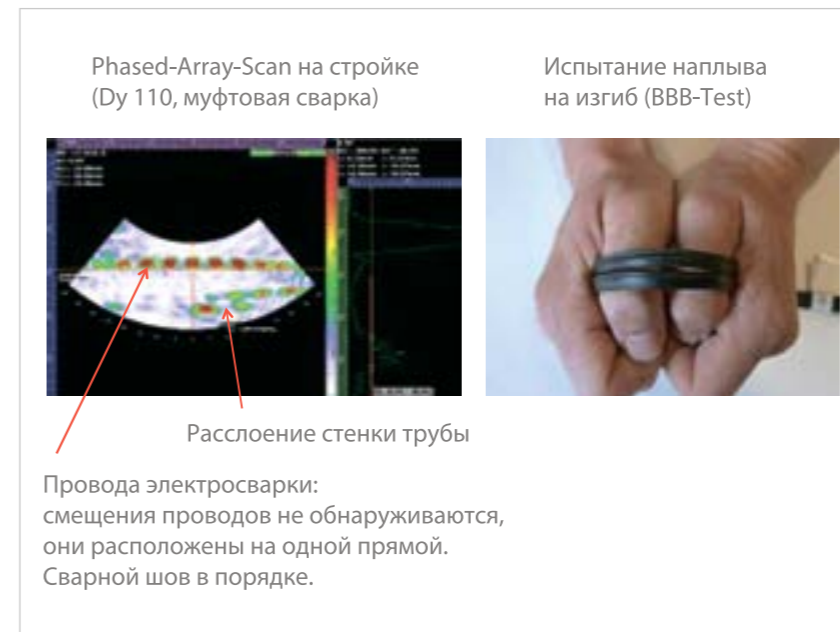 Phased-Array-Scan на стройке
(Dy 110, муфтовая сварка)
Испытание наплыва
на изгиб (BBB-Test)
Расслоение стенки трубы
Провода электросварки:
смещения проводов не обнаруживаются,
они расположены на одной прямой.
Сварной шов в порядке.